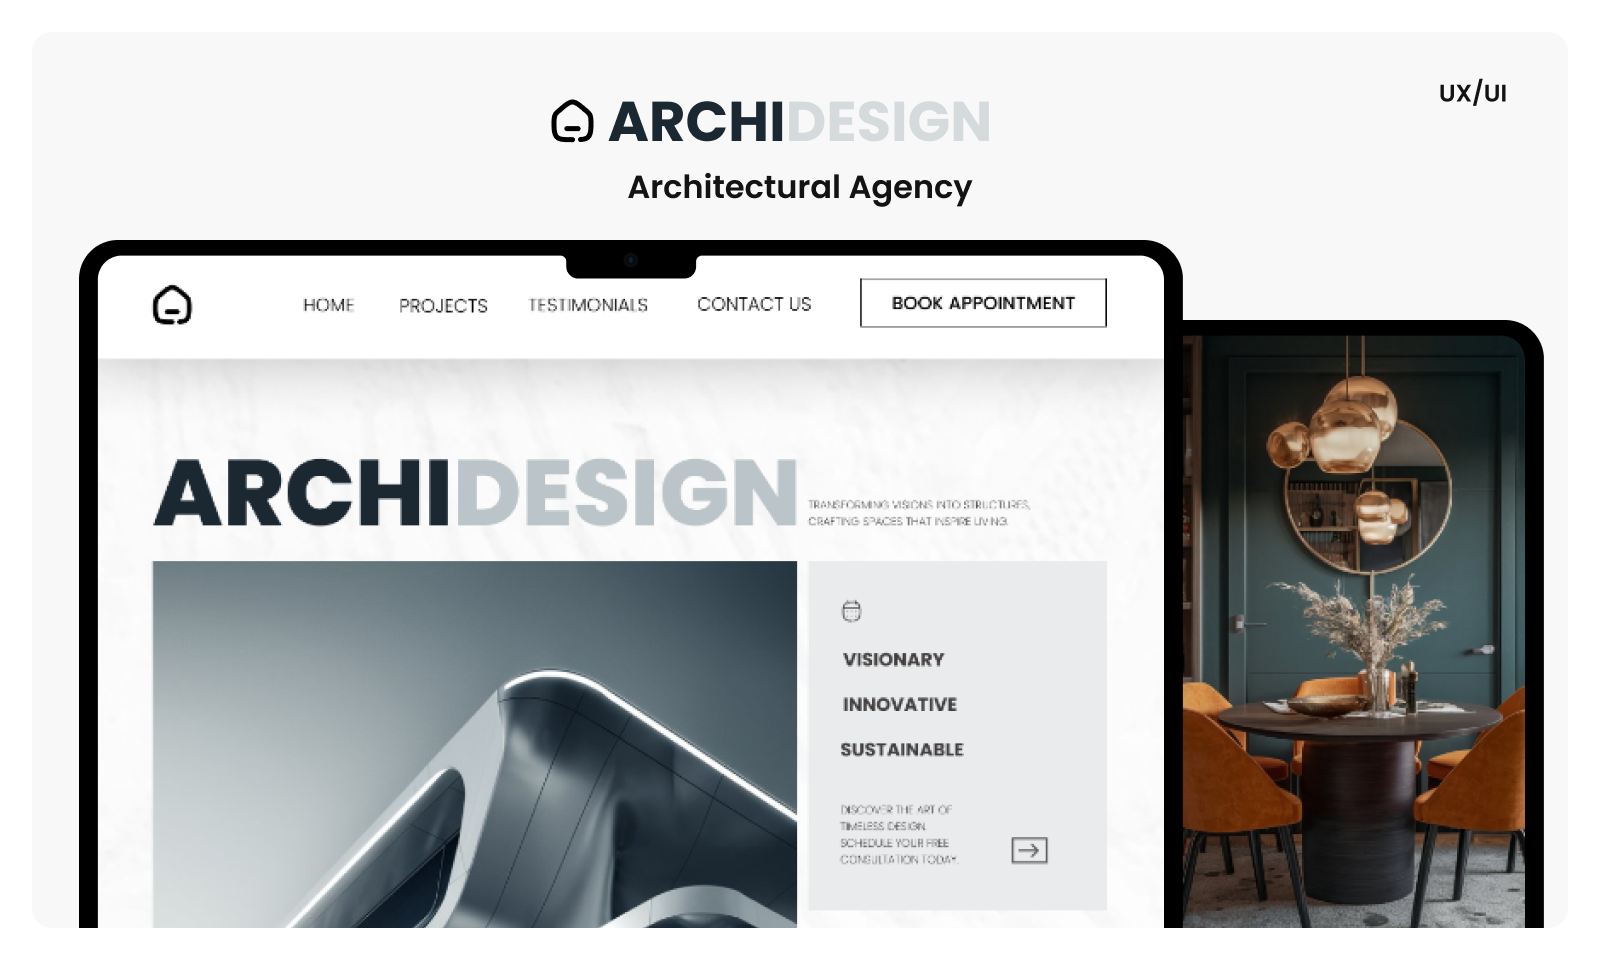 ARCHIDESIGN
UX/UI
Architectural Agency
HOME PROJECTS TESTIMONIALS CONTACT US BOOK APPOINTMENT
ARCHIDESIGN
TRANSFORMING VISIONS INTO STRUCTURES,
CRAFTING SPACES THAT INSPIRE LIVING.
VISIONARY
INNOVATIVE
SUSTAINABLE
DISCOVER THE ART OF
TIMELESS DESIGN.
SCHEDULE YOUR FREE
CONSULTATION TODAY.